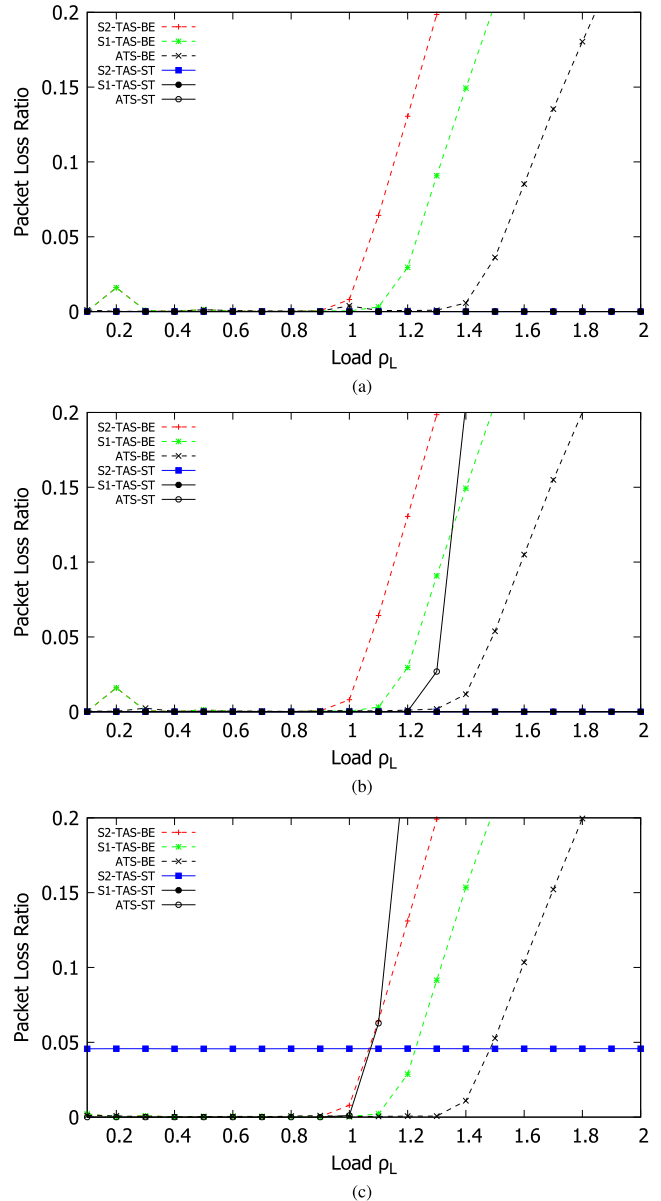 0.2
0.15
0.1
0.05
0
Packet Loss Ratio
S2-TAS-BE
S1-TAS-BE
ATS-BE
S2-TAS-ST
S1-TAS-ST
ATS-ST
0.2 0.4 0.6 0.8 1 1.2 1.4 1.6 1.8 2
Load ρL
(a)
0.2
0.15
0.1
0.05
0
Packet Loss Ratio
S2-TAS-BE
S1-TAS-BE
ATS-BE
S2-TAS-ST
S1-TAS-ST
ATS-ST
0.2 0.4 0.6 0.8 1 1.2 1.4 1.6 1.8 2
Load ρL
(b)
0.2
0.15
0.1
0.05
0
Packet Loss Ratio
S2-TAS-BE
S1-TAS-BE
ATS-BE
S2-TAS-ST
S1-TAS-ST
ATS-ST
0.2 0.4 0.6 0.8 1 1.2 1.4 1.6 1.8 2
Load ρL
(c)